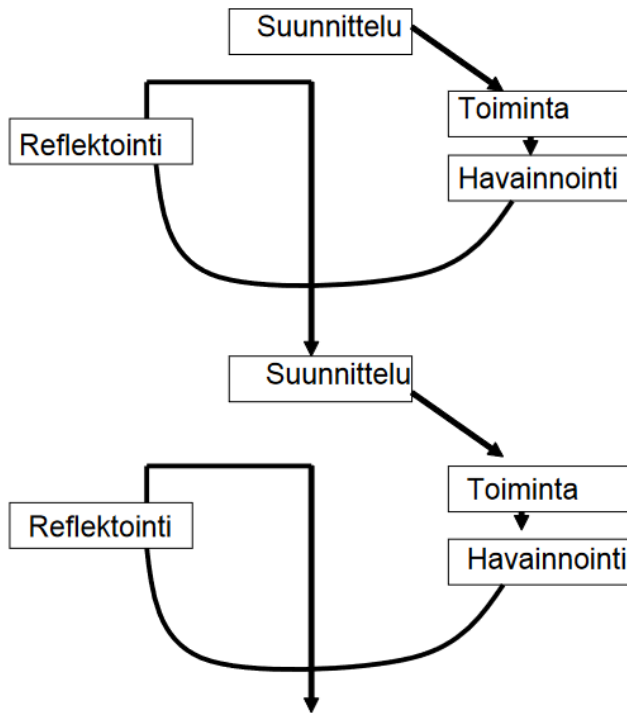 Suunnittelu
Toiminta
Reflektointi
Havainnointi
Suunnittelu
Toiminta
Reflektointi
Havainnointi